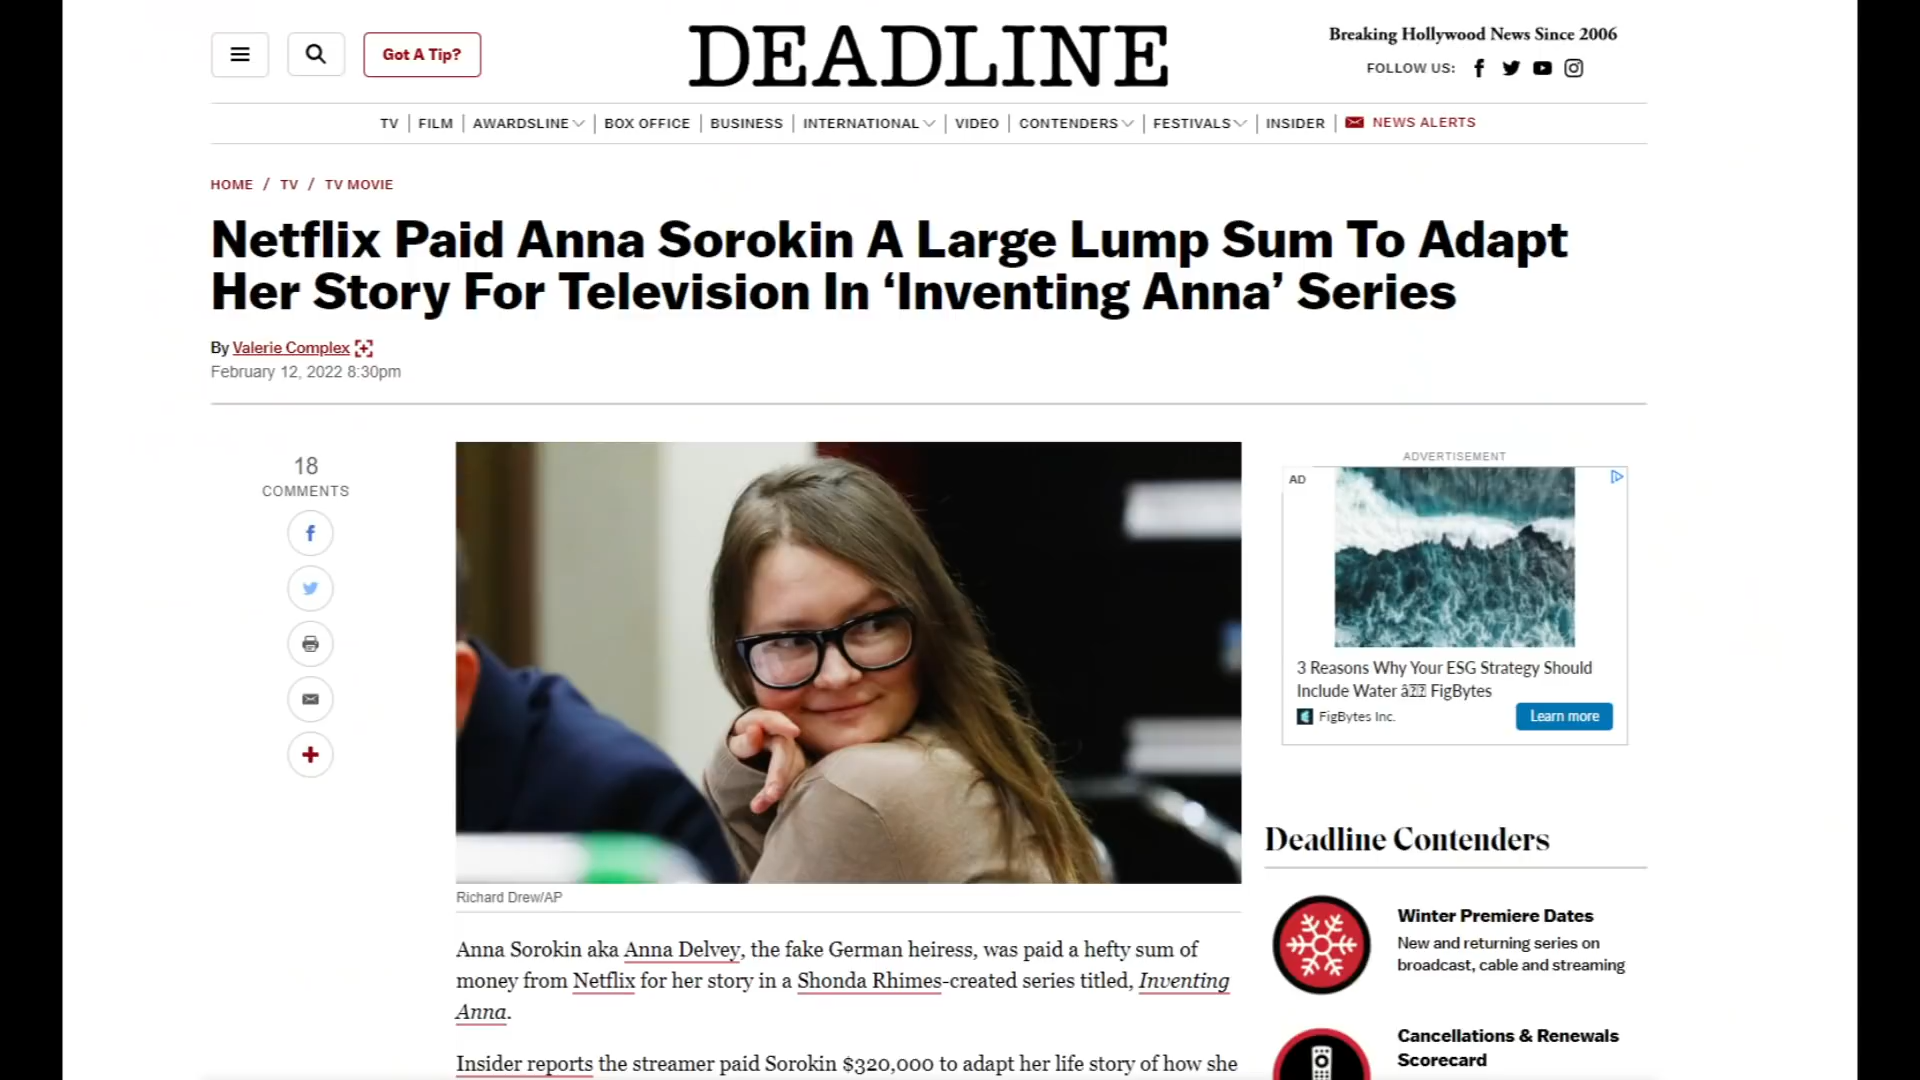 Got A Tip?
DEADLINE
Breaking Hollywood News Since 2006
FOLLOW US:
TV | FILM | AWARDSLINE | BOX OFFICE | BUSINESS | INTERNATIONAL | VIDEO | CONTENDERS | FESTIVALS | INSIDER | NEWS ALERTS
HOME / TV / TV MOVIE
Netflix Paid Anna Sorokin A Large Lump Sum To Adapt
Her Story For Television In ‘Inventing Anna’ Series
By Valerie Complex
February 12, 2022 8:30pm
18
COMMENTS
Richard Drew/AP
Anna Sorokin aka Anna Delvey, the fake German heiress, was paid a hefty sum of
money from Netflix for her story in a Shonda Rhimes-created series titled, Inventing
Anna.
Insider reports the streamer paid Sorokin $320,000 to adapt her life story of how she
ADVERTISEMENT
AD
3 Reasons Why Your ESG Strategy Should
Include Water â FigBytes
FigBytes Inc.
Learn more
Deadline Contenders
Winter Premiere Dates
New and returning series on
broadcast, cable and streaming
Cancellations & Renewals
Scorecard